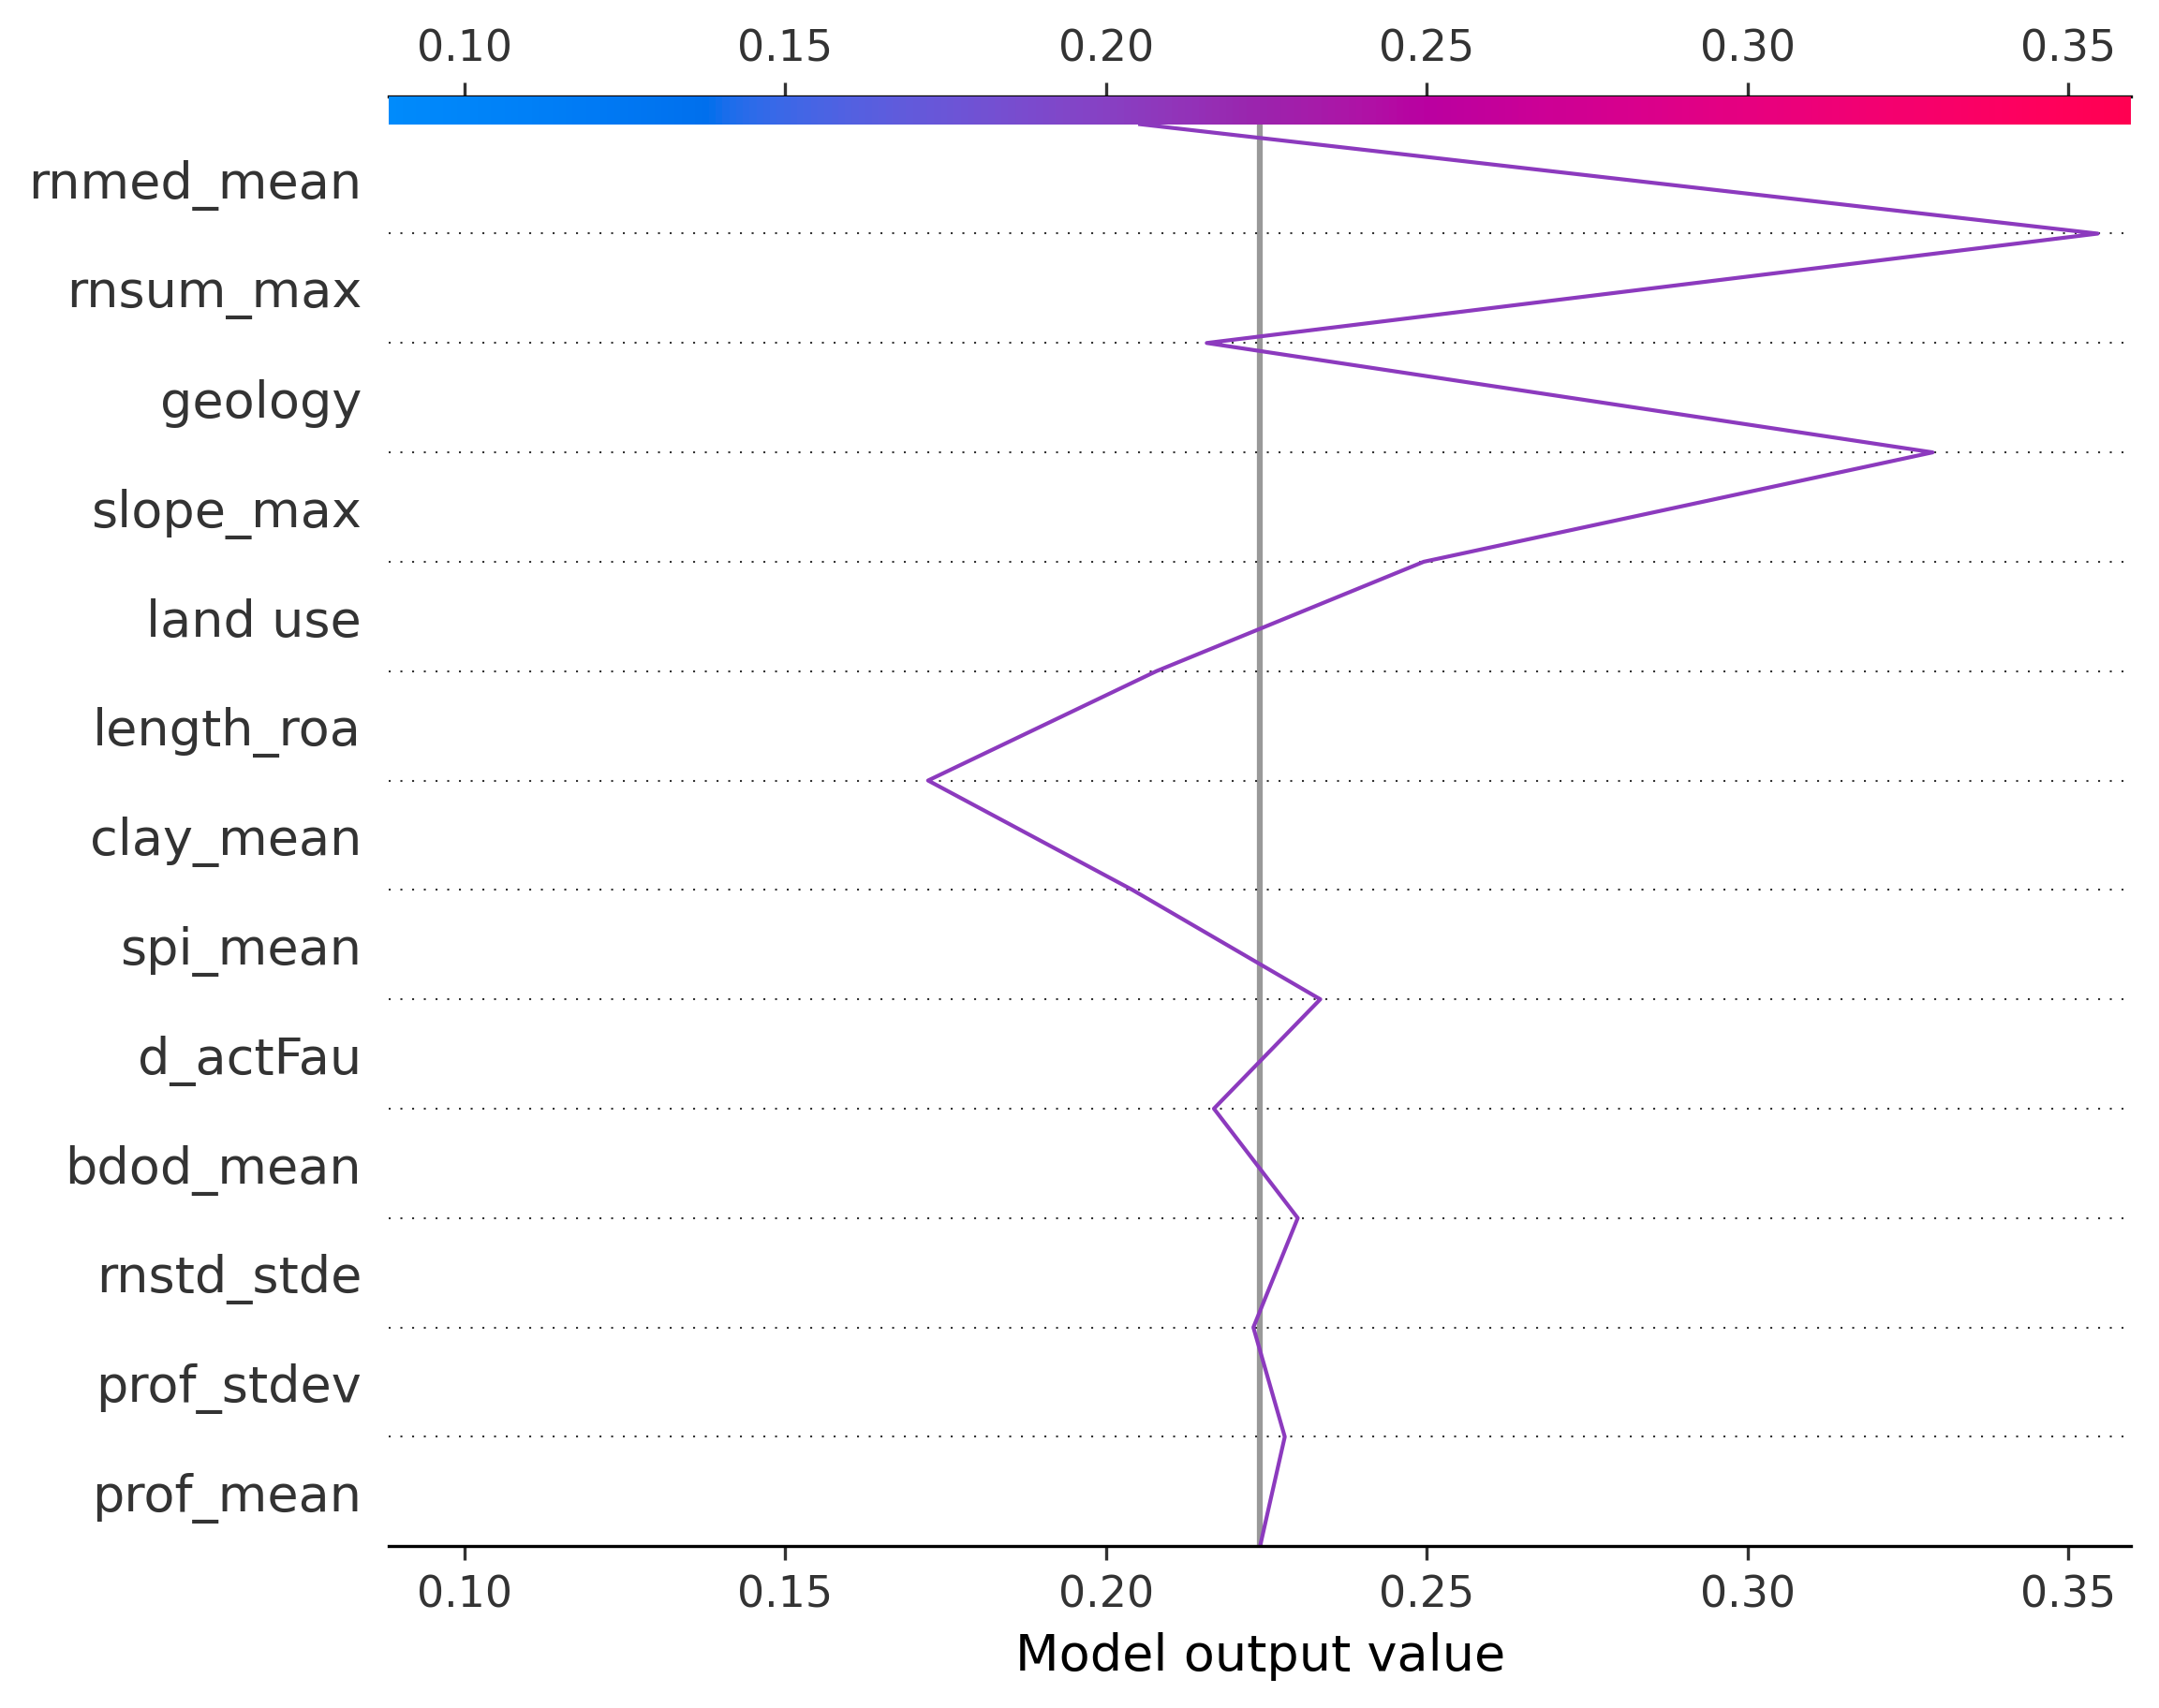 0.10 0.15 0.20 0.25 0.30 0.35
rnmed_mean
rnsum_max
geology
slope_max
land use
length_roa
clay_mean
spi_mean
d_actFau
bdod_mean
rnstd_stde
prof_stdev
prof_mean
0.10 0.15 0.20 0.25 0.30 0.35
Model output value